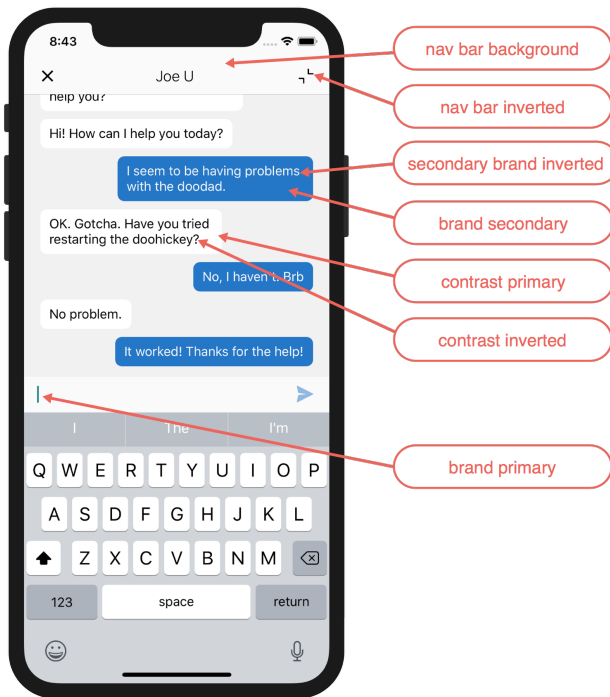 8:43
nav bar background
Joe U
nav bar inverted
help you?
Hi! How can I help you today?
secondary brand inverted
I seem to be having problems
with the doodad.
brand secondary
OK. Gotcha. Have you tried
restarting the doohickey?
contrast primary
No, I haven't. Brb
No problem.
contrast inverted
It worked! Thanks for the help!
I The I'm
brand primary
Q W E R T Y U I O P
A S D F G H J K L
Z X C V B N M
123 space return